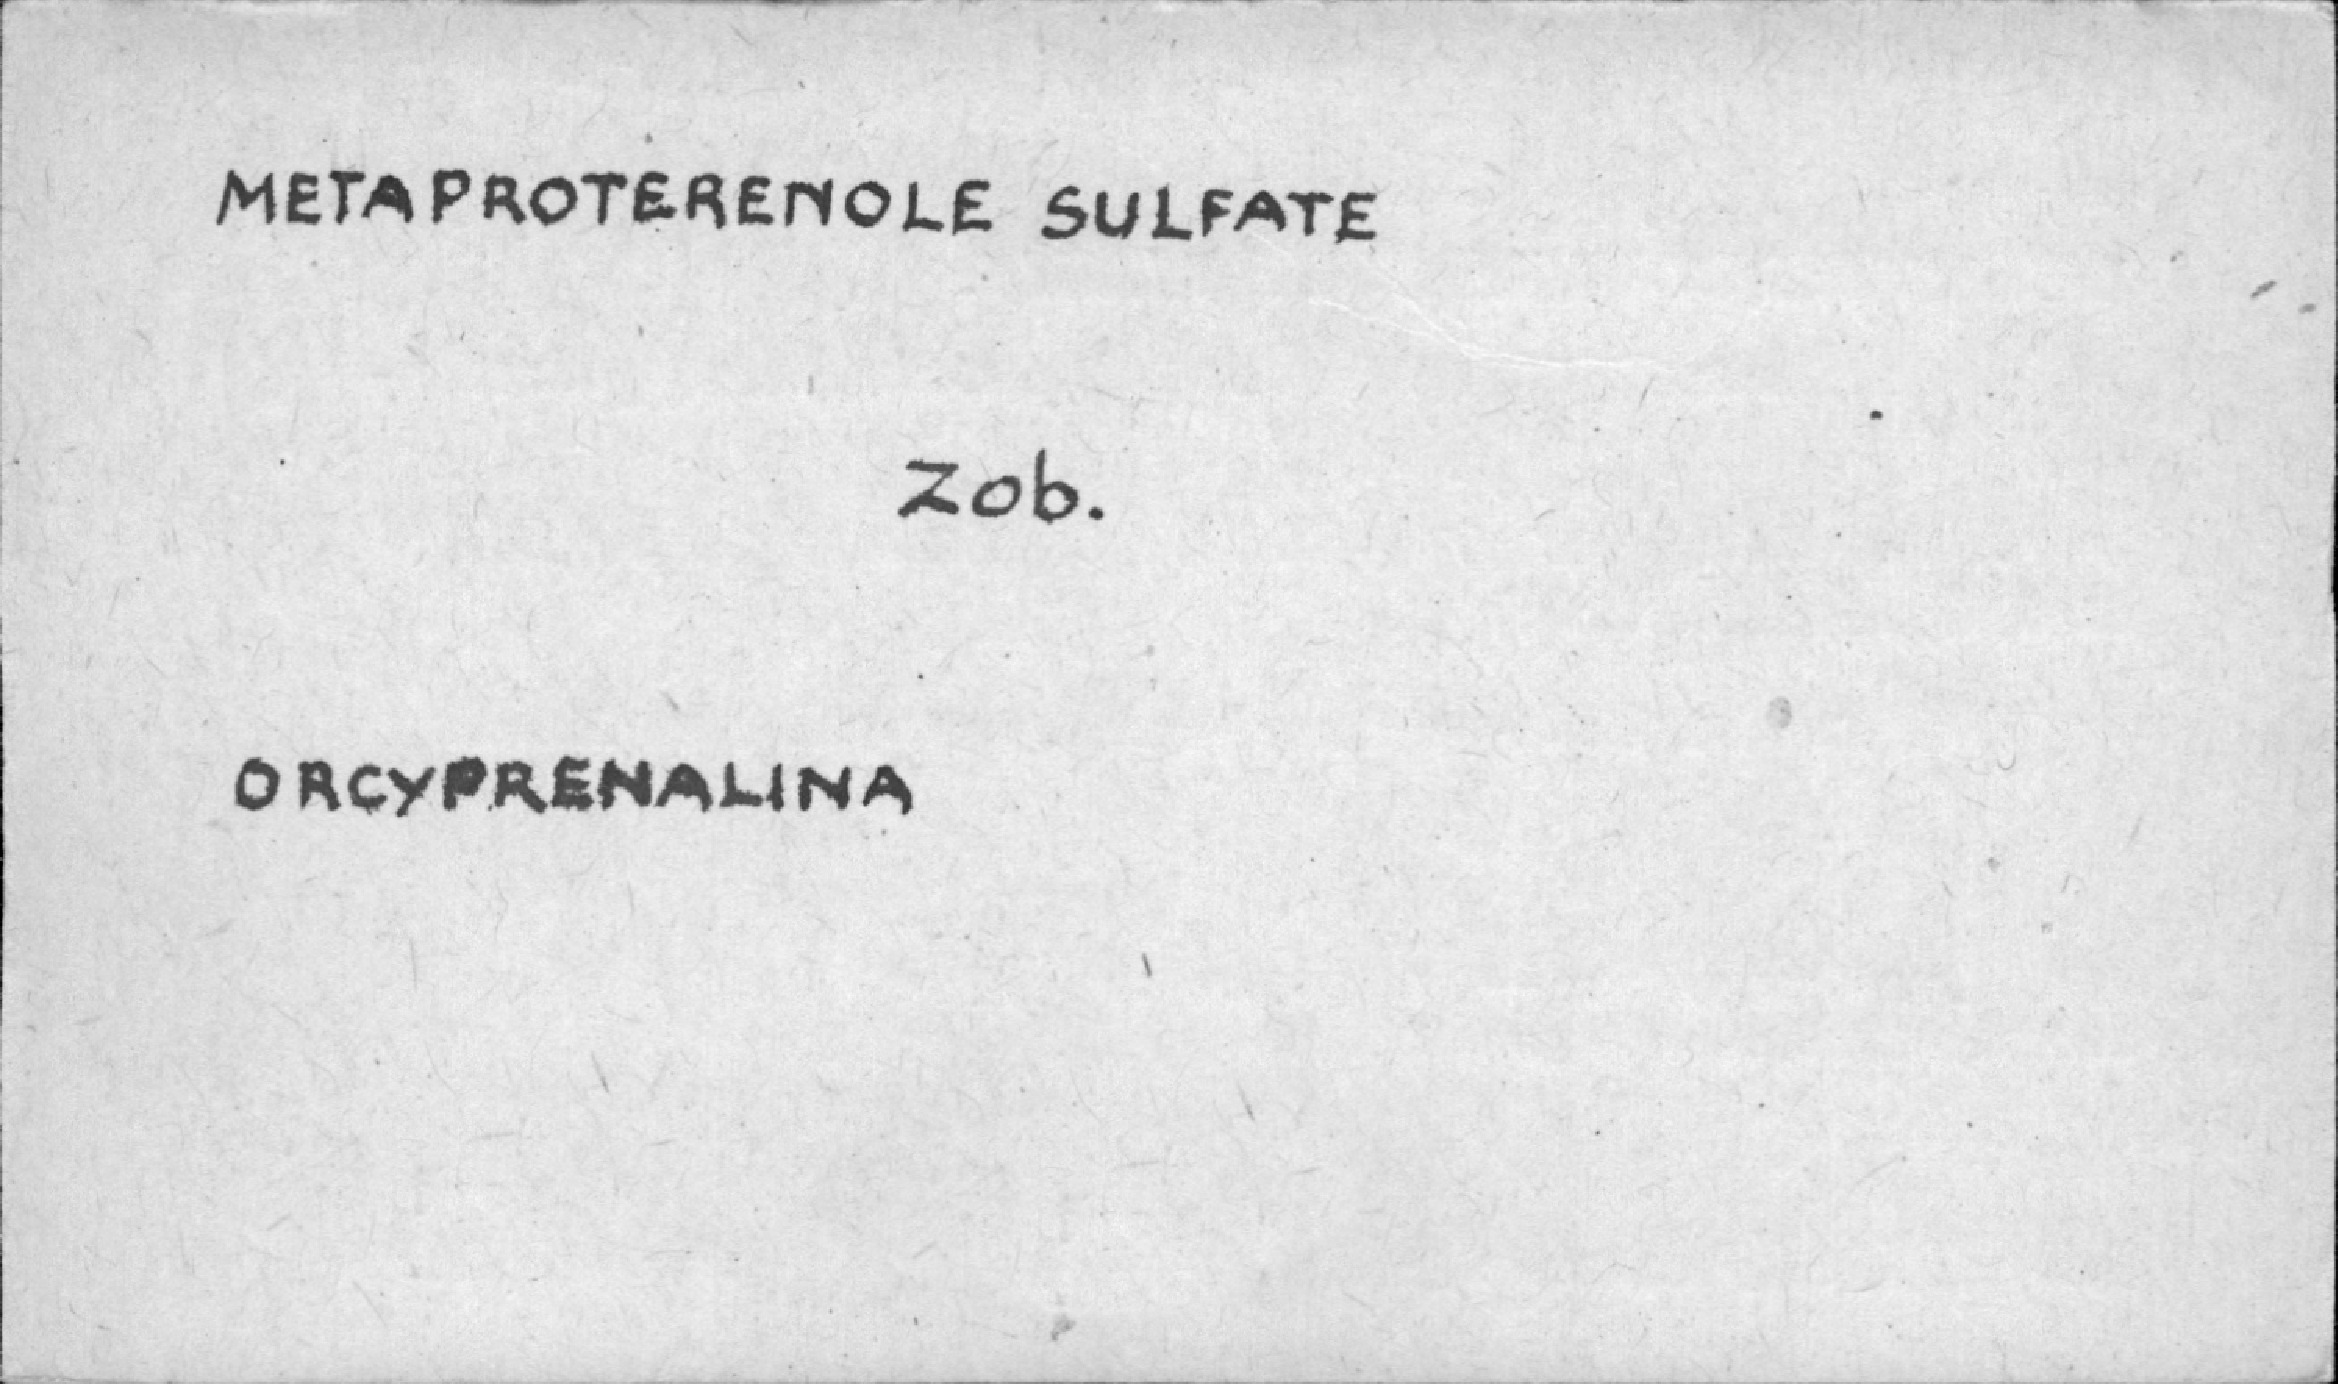 METAPROTERENOLE SULFATE
Zob.
ORCYPRENALINA